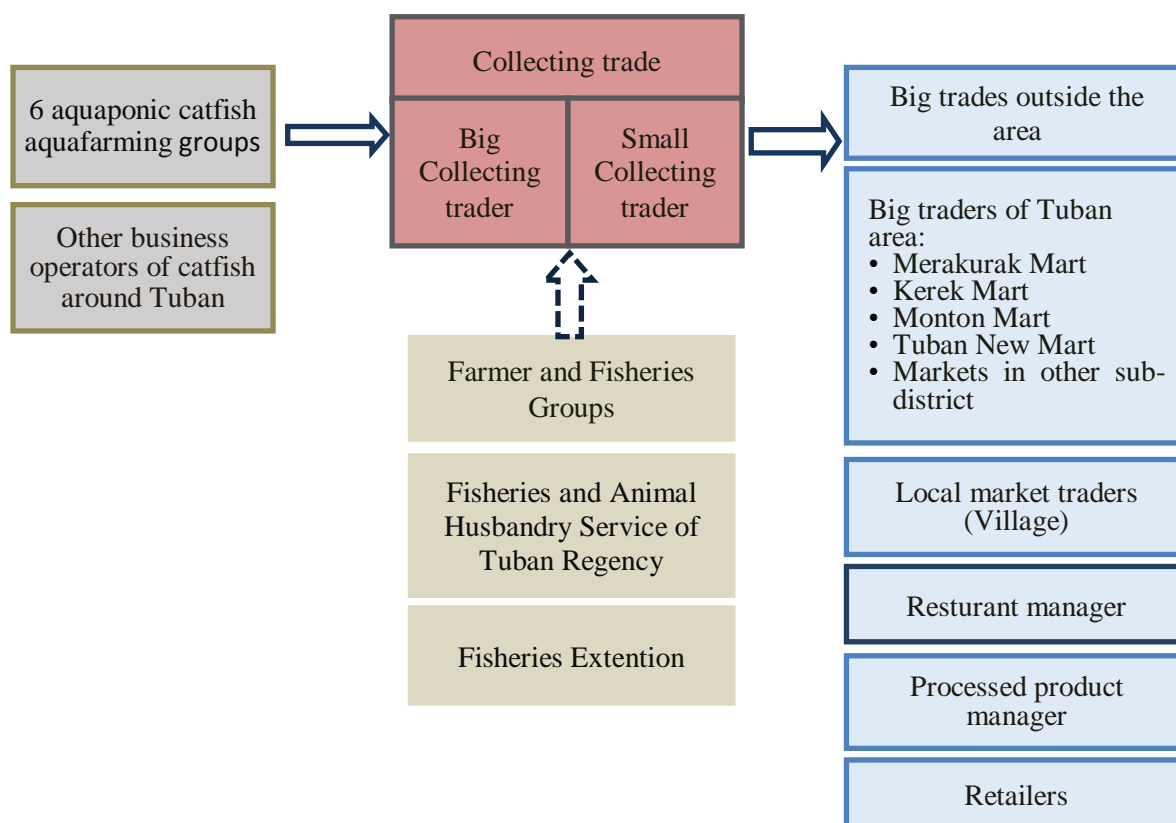 6 aquaponic catfish
aquafarming groups
Other business
operators of catfish
around Tuban
Collecting trade
Big
Collecting
trader
Small
Collecting
trader
Farmer and Fisheries
Groups
Fisheries and Animal
Husbandry Service of
Tuban Regency
Fisheries Extention
Big trades outside the
area
Big traders of Tuban
area:
• Merakurak Mart
• Kerek Mart
• Monton Mart
• Tuban New Mart
• Markets in other sub-
district
Local market traders
(Village)
Resturant manager
Processed product
manager
Retailers